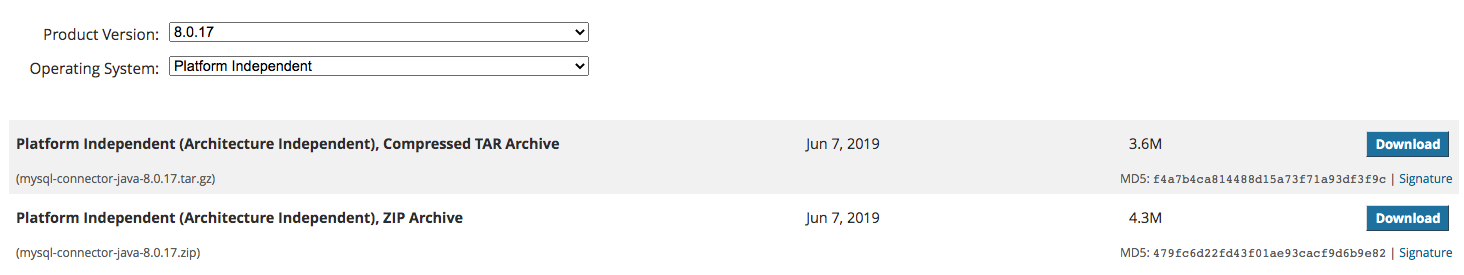 Product Version: 8.0.17
Operating System: Platform Independent
Platform Independent (Architecture Independent), Compressed TAR Archive Jun 7, 2019 3.6M Download
(mysql-connector-java-8.0.17.tar.gz) MD5: f4a7b4ca814488d15a73f71a93df3f9c | Signature
Platform Independent (Architecture Independent), ZIP Archive Jun 7, 2019 4.3M Download
(mysql-connector-java-8.0.17.zip) MD5: 479fc6d22fd43f01ae93cacf9d6b9e82 | Signature